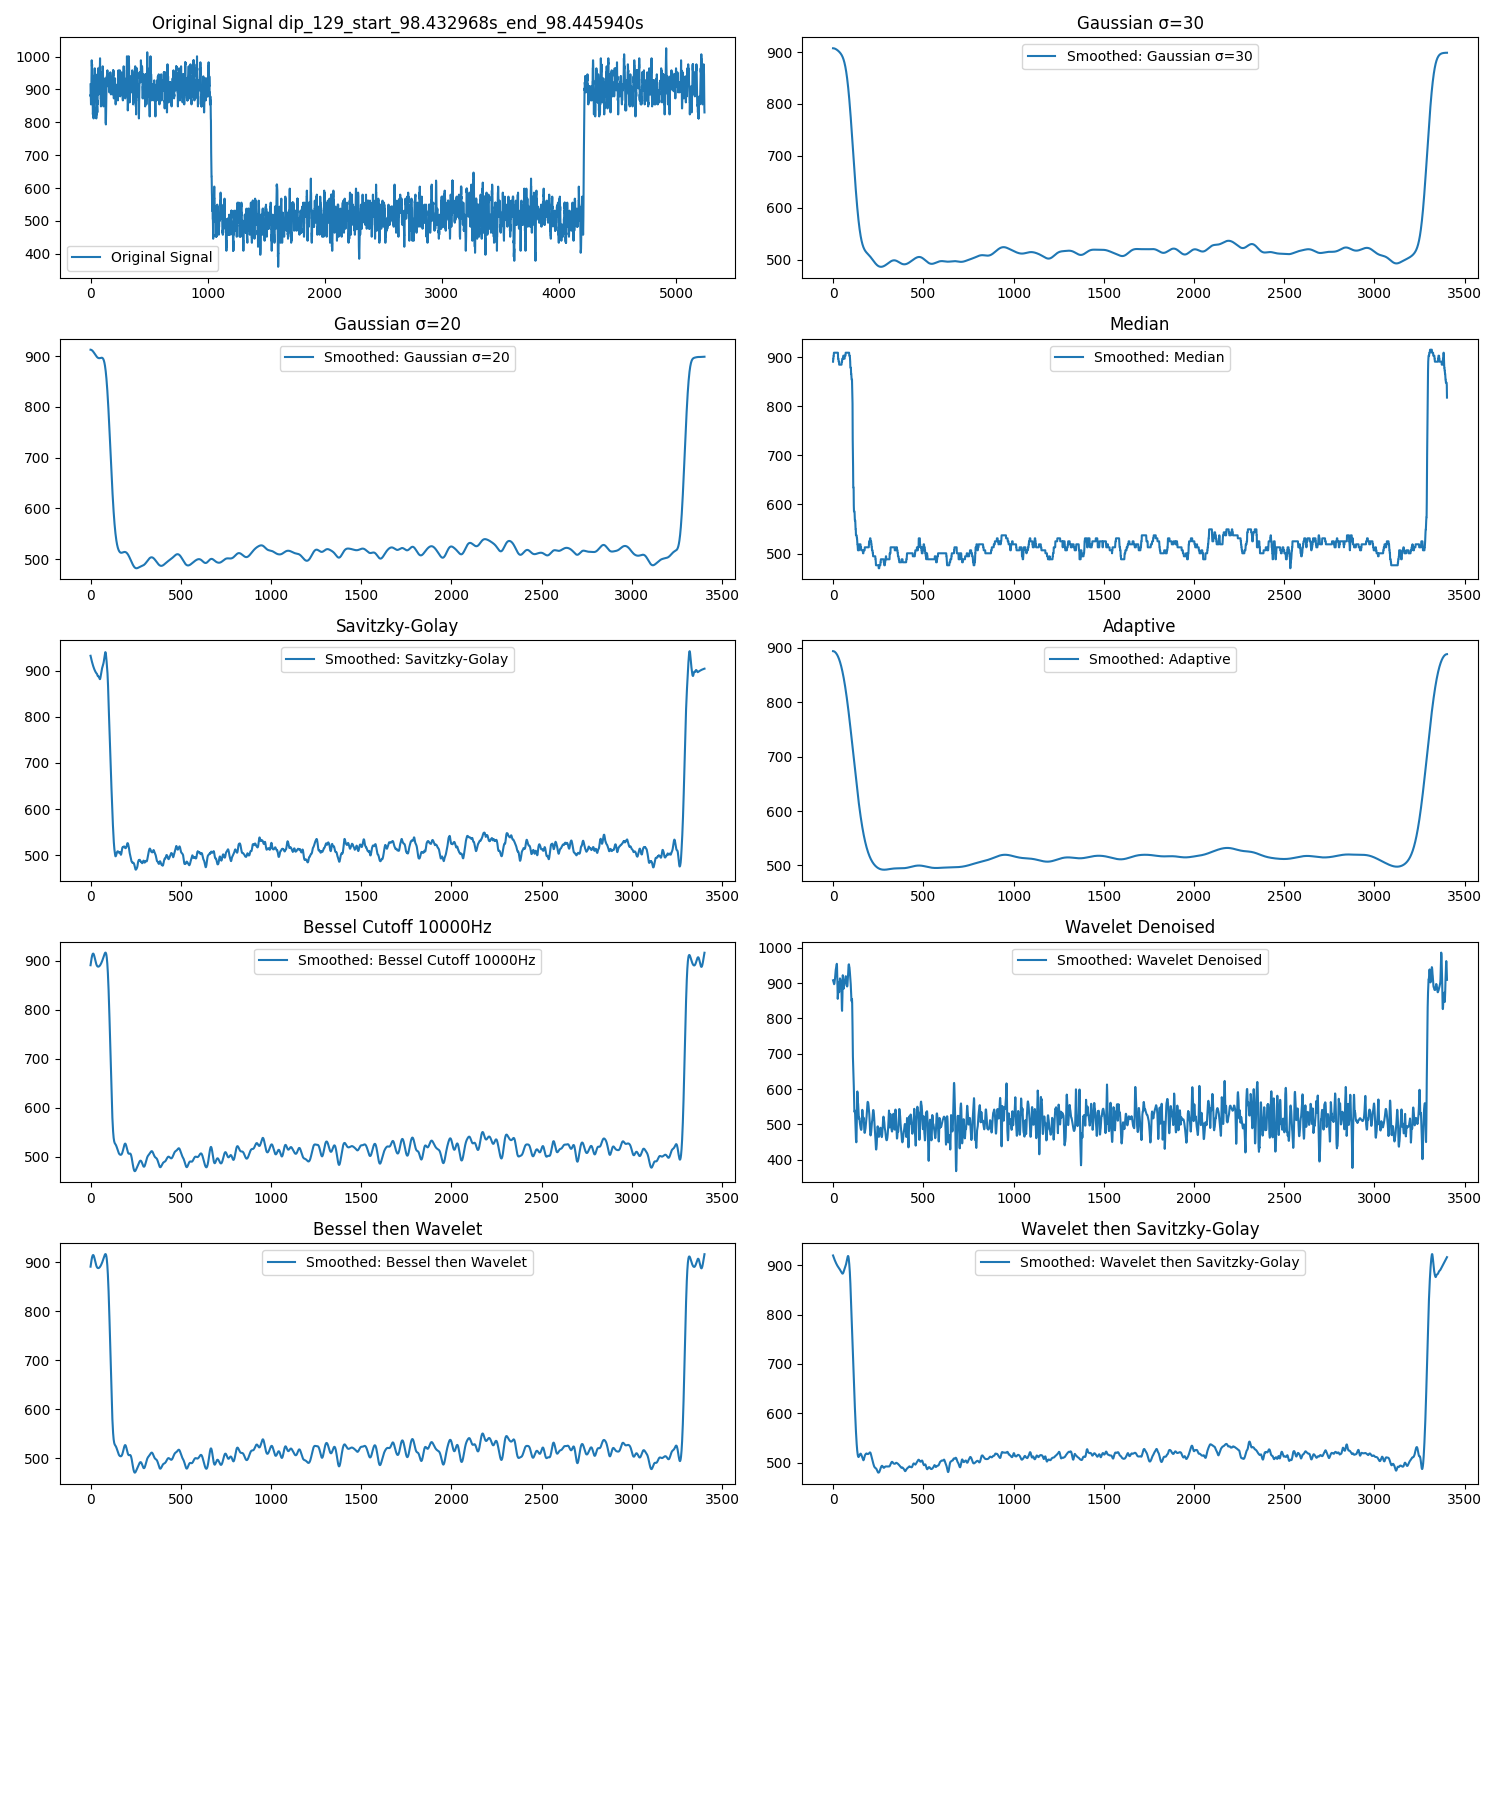 Original Signal dip_129_start_98.432968s_end_98.445940s
1000
900
800
700
600
500
400
Original Signal
0 1000 2000 3000 4000 5000
Gaussian σ=30
900
800
700
600
500
Smoothed: Gaussian σ=30
0 500 1000 1500 2000 2500 3000 3500
Gaussian σ=20
900
800
700
600
500
Smoothed: Gaussian σ=20
0 500 1000 1500 2000 2500 3000 3500
Median
900
800
700
600
500
Smoothed: Median
0 500 1000 1500 2000 2500 3000 3500
Savitzky-Golay
900
800
700
600
500
Smoothed: Savitzky-Golay
0 500 1000 1500 2000 2500 3000 3500
Adaptive
900
800
700
600
500
Smoothed: Adaptive
0 500 1000 1500 2000 2500 3000 3500
Bessel Cutoff 10000Hz
900
800
700
600
500
Smoothed: Bessel Cutoff 10000Hz
0 500 1000 1500 2000 2500 3000 3500
Wavelet Denoised
1000
900
800
700
600
500
400
Smoothed: Wavelet Denoised
0 500 1000 1500 2000 2500 3000 3500
Bessel then Wavelet
900
800
700
600
500
Smoothed: Bessel then Wavelet
0 500 1000 1500 2000 2500 3000 3500
Wavelet then Savitzky-Golay
900
800
700
600
500
Smoothed: Wavelet then Savitzky-Golay
0 500 1000 1500 2000 2500 3000 3500